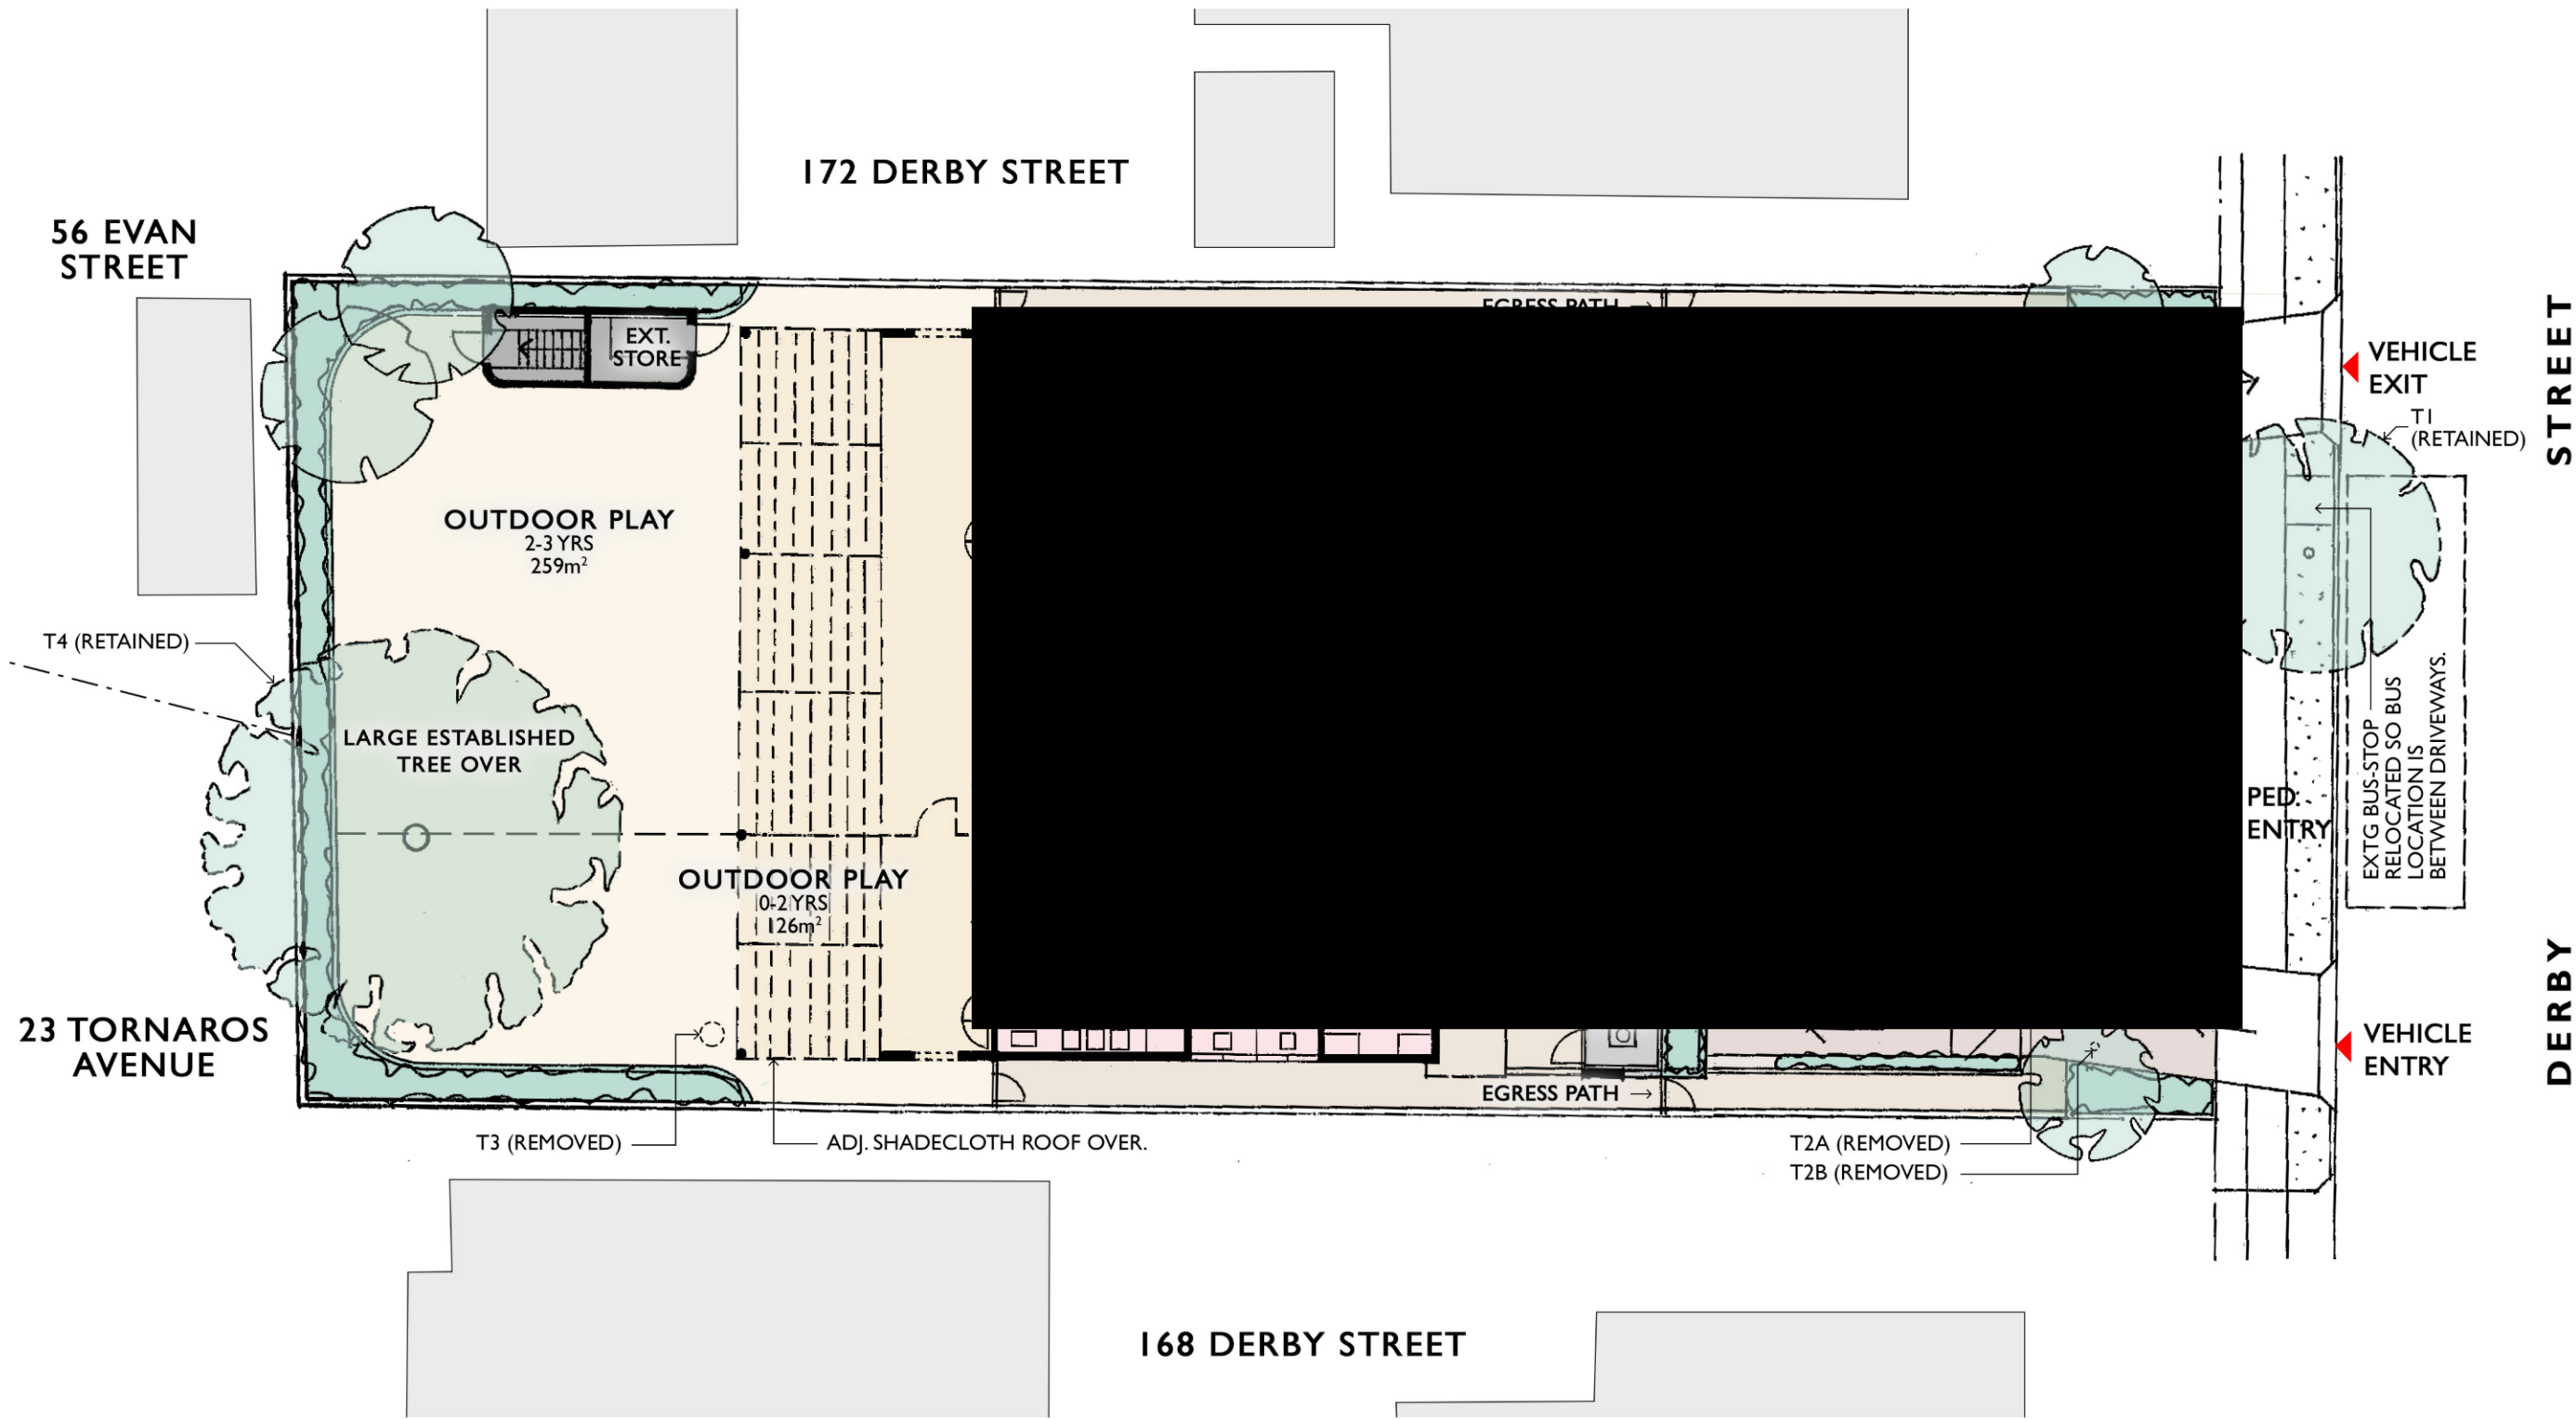 172 DERBY STREET
56 EVAN
STREET
EGRESS PATH
EXT.
STORE
VEHICLE
EXIT
STREET
T1
(RETAINED)
OUTDOOR PLAY
2-3 YRS
259m²
T4 (RETAINED)
LARGE ESTABLISHED
TREE OVER
PED.
ENTRY
EXTG BUS-STOP
RELOCATED SO BUS
LOCATION IS
BETWEEN DRIVEWAYS.
OUTDOOR PLAY
0-2 YRS
126m²
DERBY
23 TORNAROS
AVENUE
VEHICLE
ENTRY
EGRESS PATH
T3 (REMOVED)
ADJ. SHADECLOTH ROOF OVER.
T2A (REMOVED)
T2B (REMOVED)
168 DERBY STREET